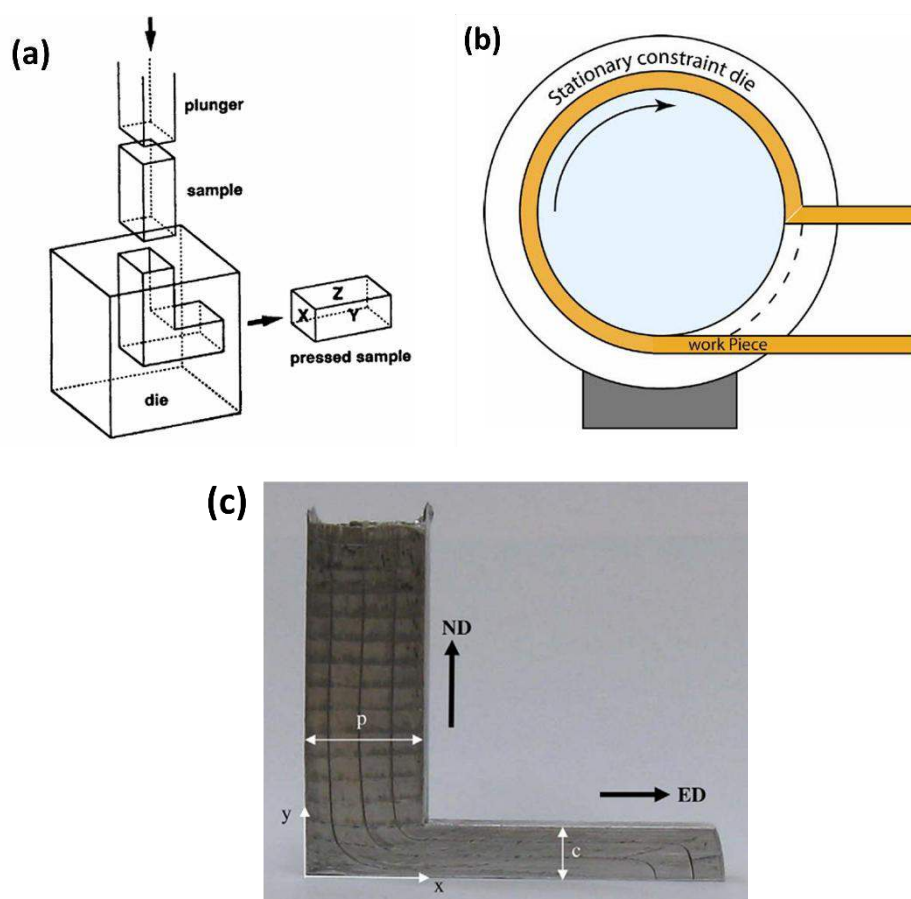 (a)
plunger
sample
die
X
Z
Y
pressed sample
(b)
Stationary constraint die
work Piece
(c)
ND
p
ED
y
c
x